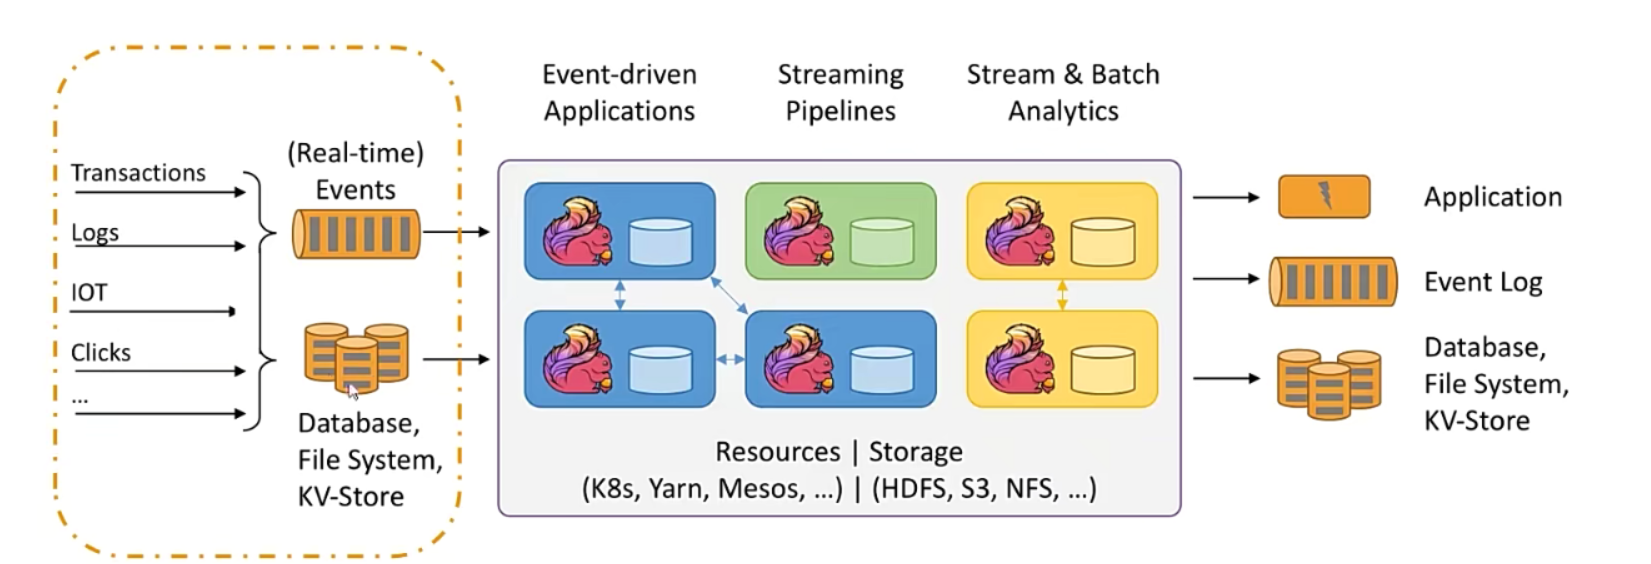 Event-driven
Applications
Streaming
Pipelines
Stream & Batch
Analytics
(Real-time)
Events
Transactions
Logs
IOT
Clicks
...
Database,
File System,
KV-Store
Resources | Storage
(K8s, Yarn, Mesos, ...) | (HDFS, S3, NFS, ...)
Application
Event Log
Database,
File System,
KV-Store